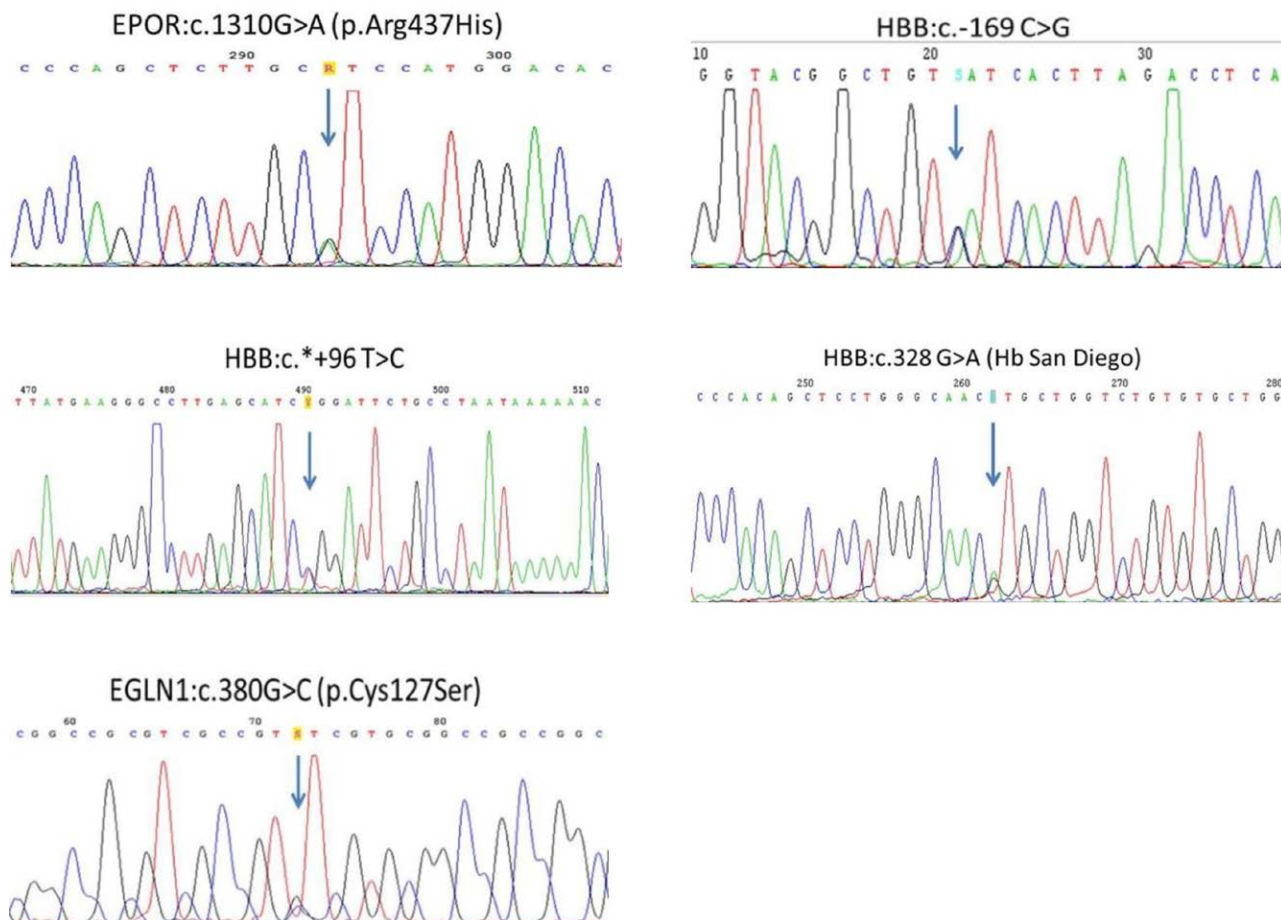 EPOR:c.1310G>A (p.Arg437His)
290 300
C C C A G C T C T T G C R T C C A T G G A C A C
HBB:c.-169 C>G
10 20 30
G G T A C G G C T G T S A T C A C T T A G A C C T C A
HBB:c.*+96 T>C
470 480 490 500 510
T T A T G A A G G G C C T T G A G C A T C Y G G A T T C T G C C T A A T A A A A A A C
HBB:c.328 G>A (Hb San Diego)
250 260 270 280
C C C A C A G C T C C T G G G C A A C T G C T G G T C T G T G T G C T G G
EGLN1:c.380G>C (p.Cys127Ser)
60 70 80
C G G C C G C G T C G C C G T S T C G T G C G G C C G C C G G C